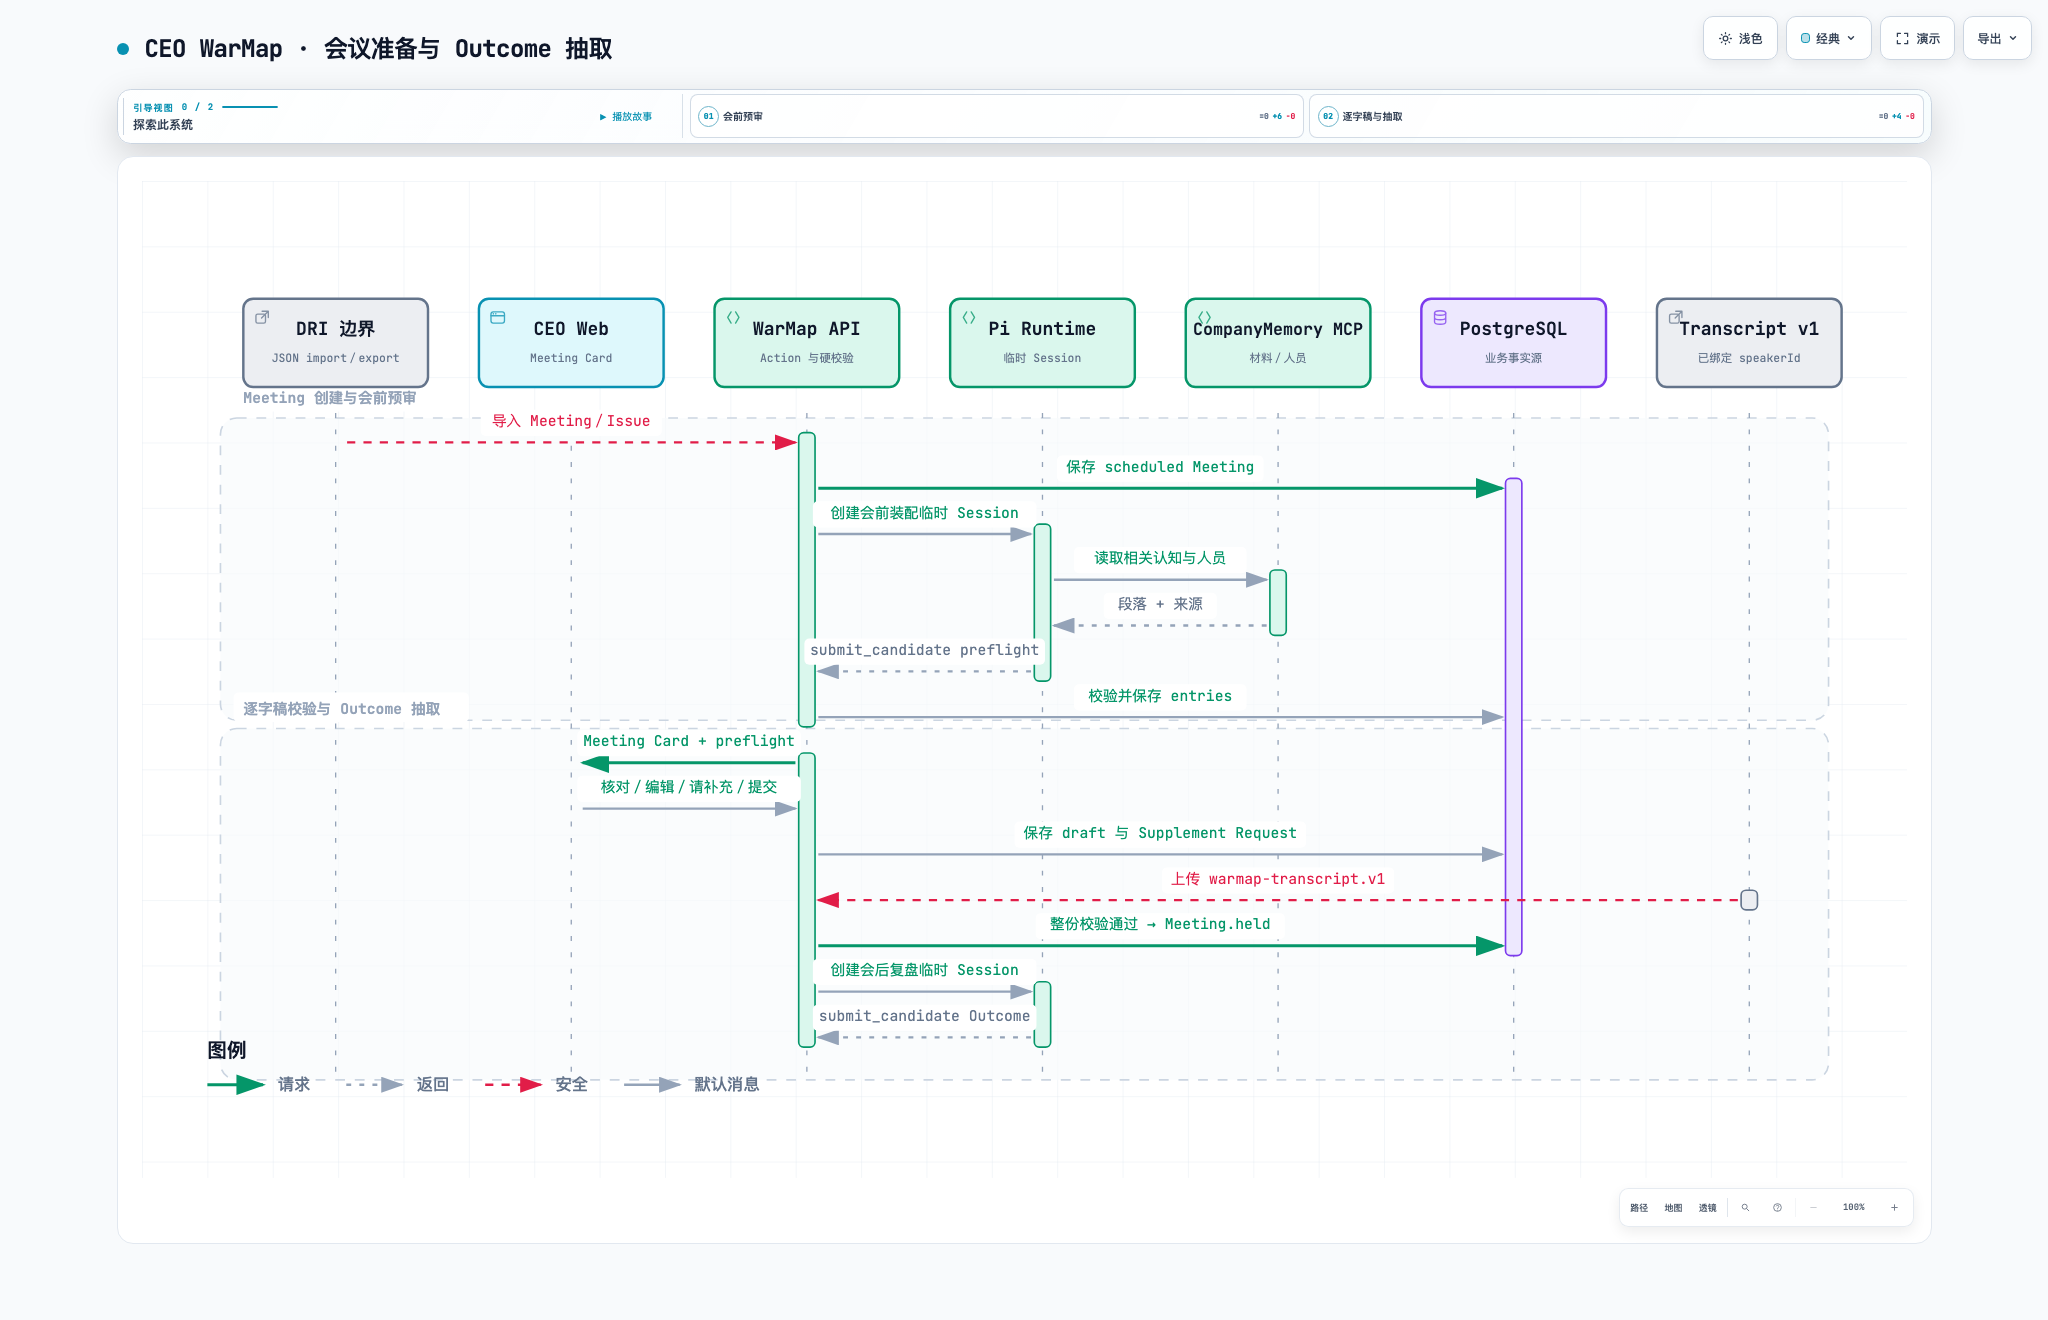 CEO WarMap · 会议准备与 Outcome 抽取
浅色
经典
演示
导出
引导视图 0 / 2
探索此系统
▶ 播放故事
01 会前预审
=0 +6 -0
02 逐字稿与抽取
=0 +4 -0
DRI 边界
JSON import/export
CEO Web
Meeting Card
WarMap API
Action 与硬校验
Pi Runtime
临时 Session
CompanyMemory MCP
材料/人员
PostgreSQL
业务事实源
Transcript v1
已绑定 speakerId
Meeting 创建与会前预审
导入 Meeting/Issue
保存 scheduled Meeting
创建会前装配临时 Session
读取相关认知与人员
段落 + 来源
submit_candidate preflight
校验并保存 entries
逐字稿校验与 Outcome 抽取
Meeting Card + preflight
核对/编辑/请补充/提交
保存 draft 与 Supplement Request
上传 warmap-transcript.v1
整份校验通过 → Meeting.held
创建会后复盘临时 Session
submit_candidate Outcome
图例
请求
返回
安全
默认消息
路径
地图
透镜
− 100% +